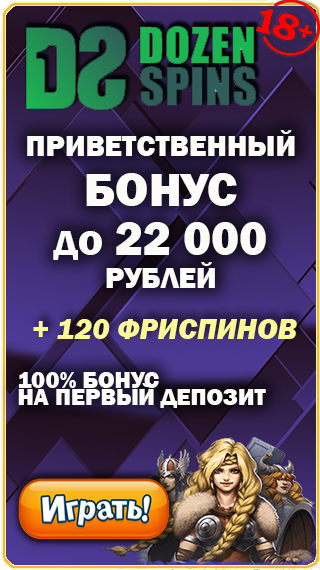 18+
DS DOZEN
SPINS
ПРИВЕТСТВЕННЫЙ
БОНУС
ДО 22 000
РУБЛЕЙ
+ 120 ФРИСПИНОВ
100% БОНУС
НА ПЕРВЫЙ ДЕПОЗИТ
Играть!